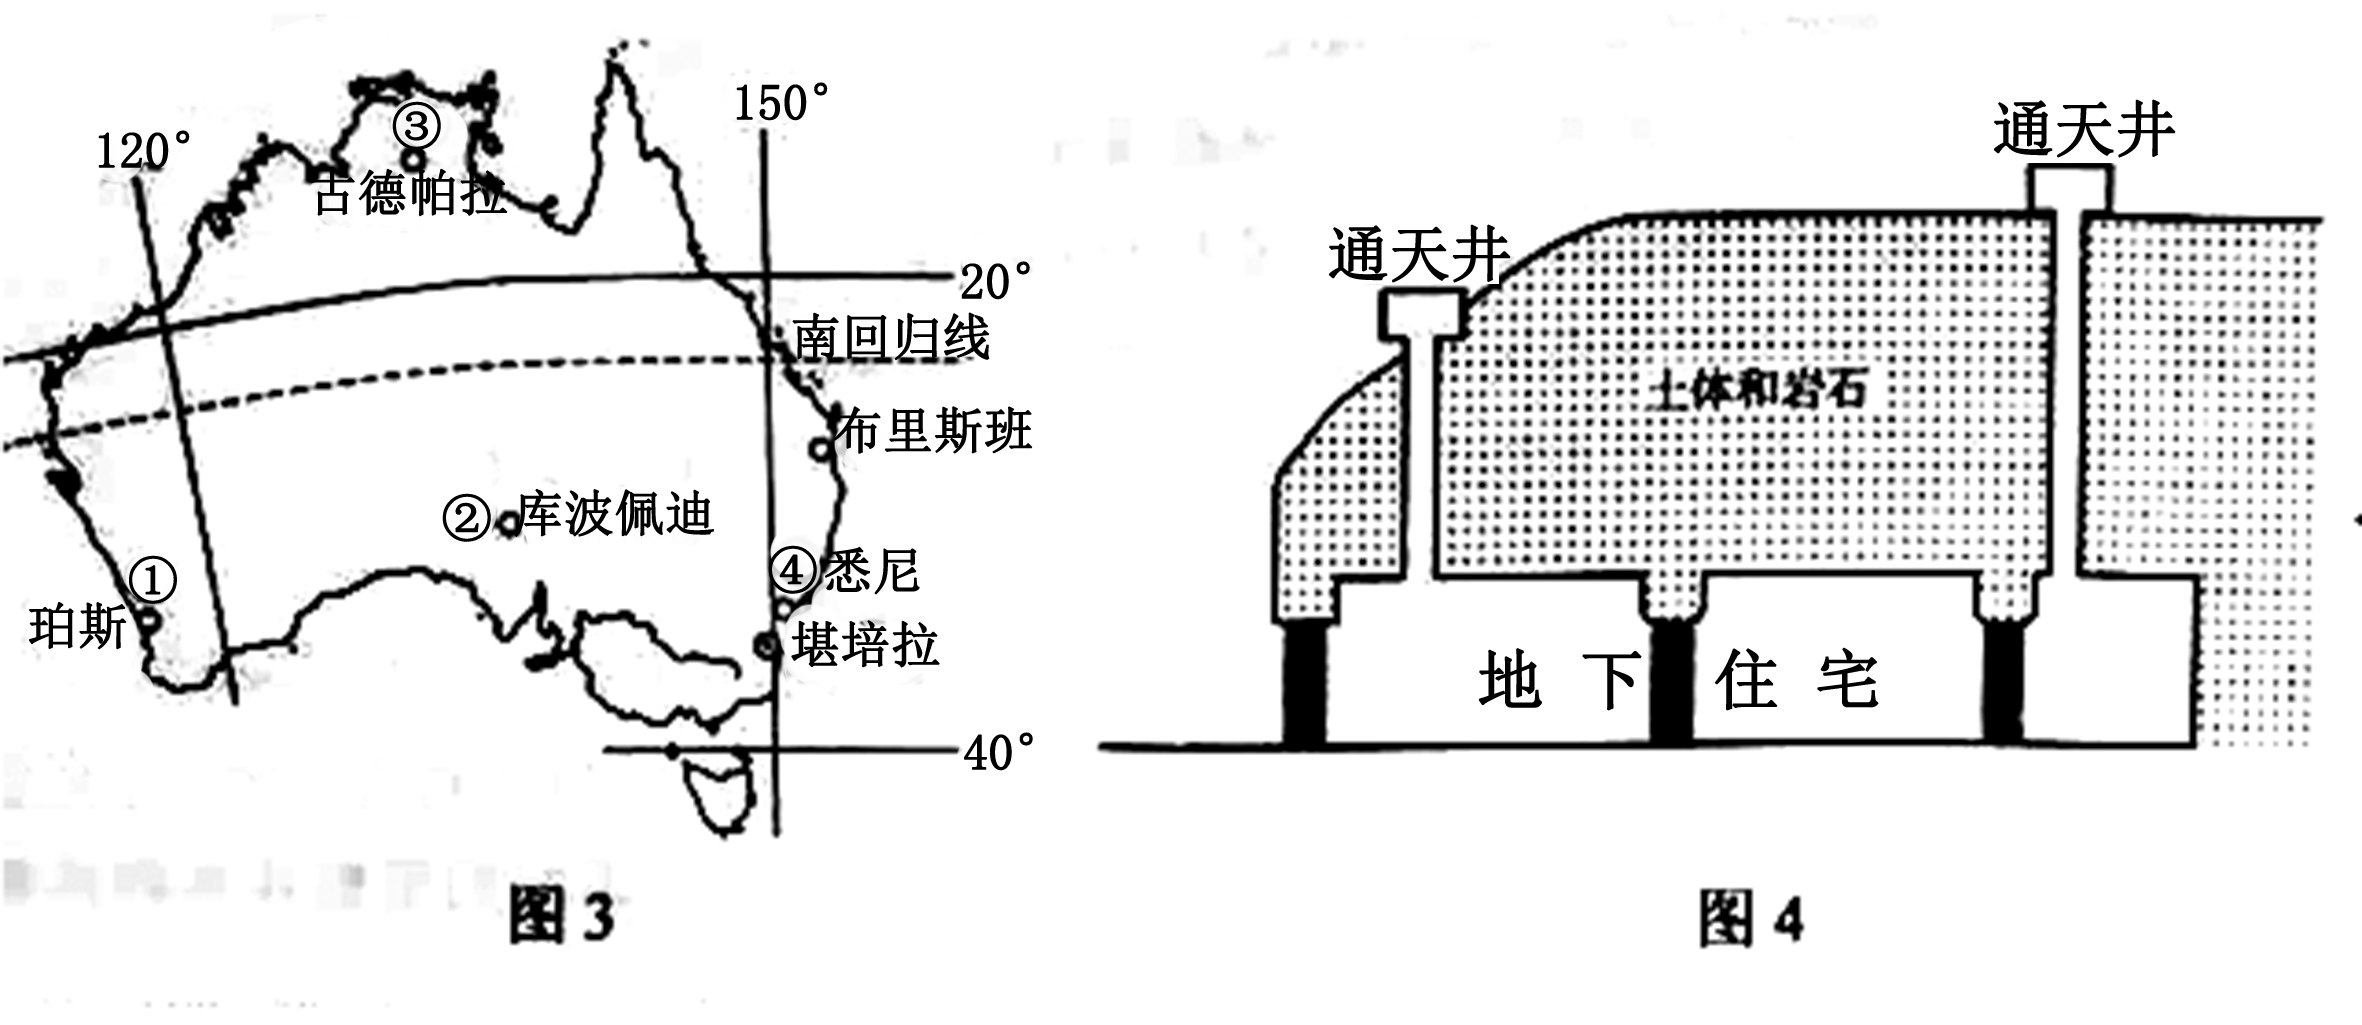 120°
150°
③
古德帕拉
20°
南回归线
布里斯班
②
库波佩迪
①
珀斯
④
悉尼
堪培拉
40°
图3
通天井
通天井
土体和岩石
地下住宅
图4